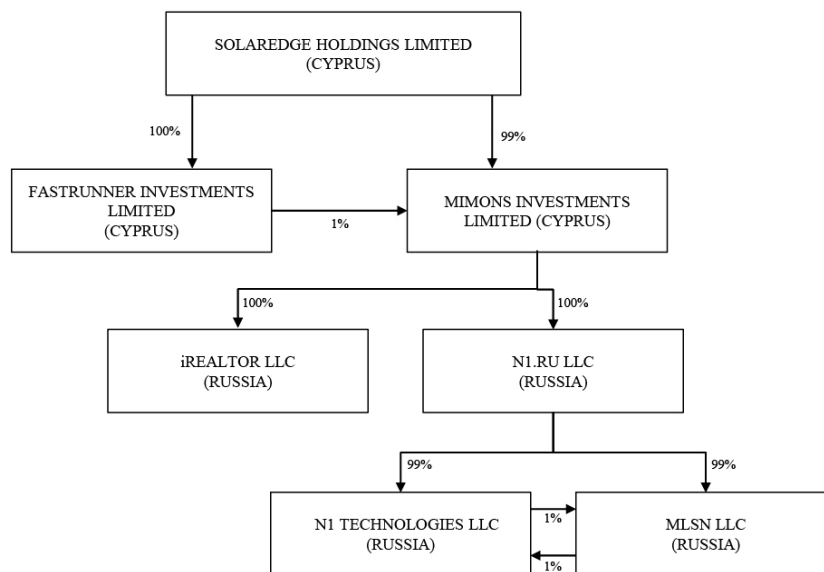 SOLAREDGE HOLDINGS LIMITED
(CYPRUS)
100%
99%
FASTRUNNER INVESTMENTS
LIMITED
(CYPRUS)
1%
MIMONS INVESTMENTS
LIMITED (CYPRUS)
100%
100%
iREALTOR LLC
(RUSSIA)
N1.RU LLC
(RUSSIA)
99%
99%
N1 TECHNOLOGIES LLC
(RUSSIA)
1%
1%
MLSN LLC
(RUSSIA)